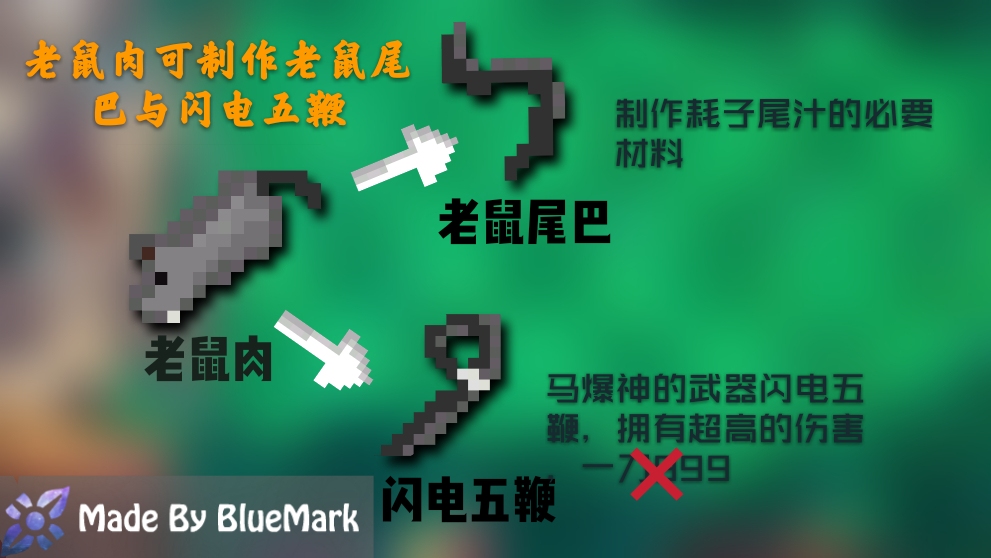 老鼠肉可制作老鼠尾
巴与闪电五鞭
制作耗子尾汁的必要
材料
老鼠尾巴
老鼠肉
马爆神的武器闪电五
鞭，拥有超高的伤害
闪电五鞭
Made By BlueMark